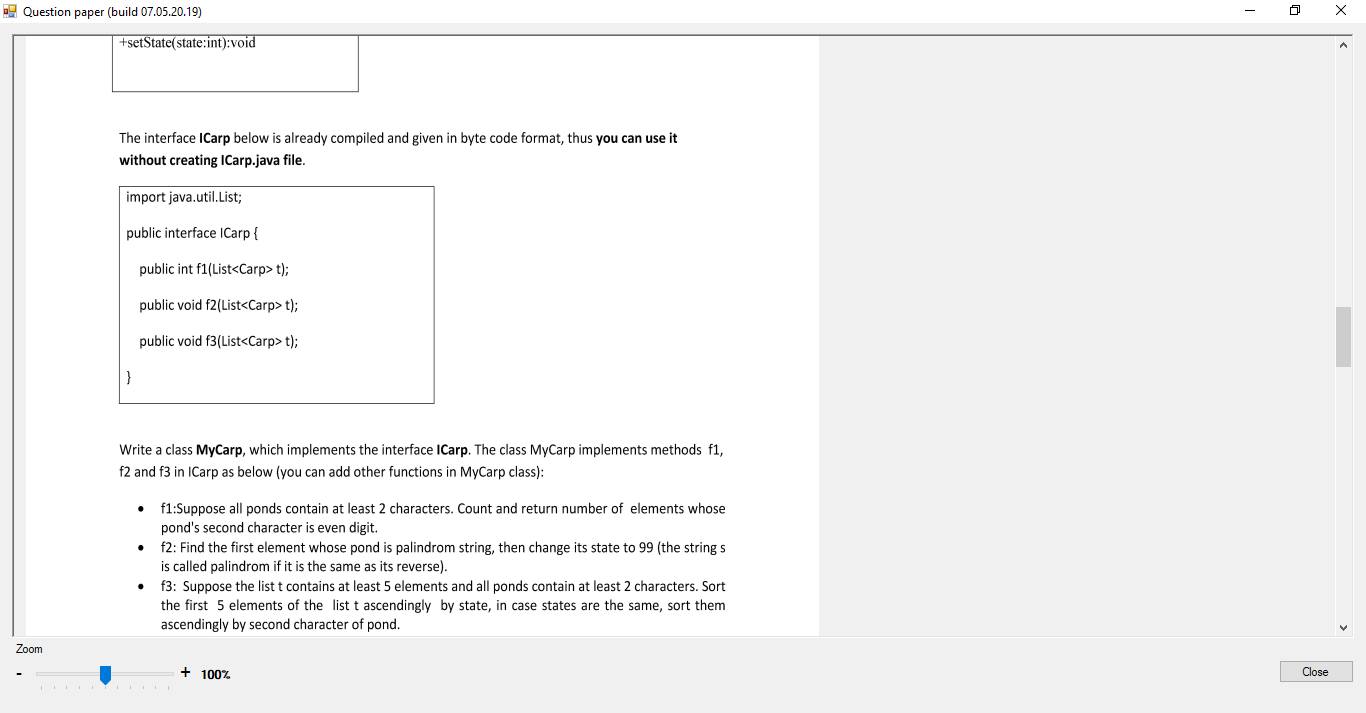 Question paper (build 07.05.20.19)
+setState(state:int):void
The interface ICarp below is already compiled and given in byte code format, thus you can use it
without creating ICarp.java file.
import java.util.List;
public interface ICarp {
public int f1(List<Carp> t);
public void f2(List<Carp> t);
public void f3(List<Carp> t);
}
Write a class MyCarp, which implements the interface ICarp. The class MyCarp implements methods f1,
f2 and f3 in ICarp as below (you can add other functions in MyCarp class):
• f1:Suppose all ponds contain at least 2 characters. Count and return number of elements whose
pond's second character is even digit.
• f2: Find the first element whose pond is palindrom string, then change its state to 99 (the string s
is called palindrom if it is the same as its reverse).
• f3: Suppose the list t contains at least 5 elements and all ponds contain at least 2 characters. Sort
the first 5 elements of the list t ascendingly by state, in case states are the same, sort them
ascendingly by second character of pond.
Zoom
- + 100%
Close